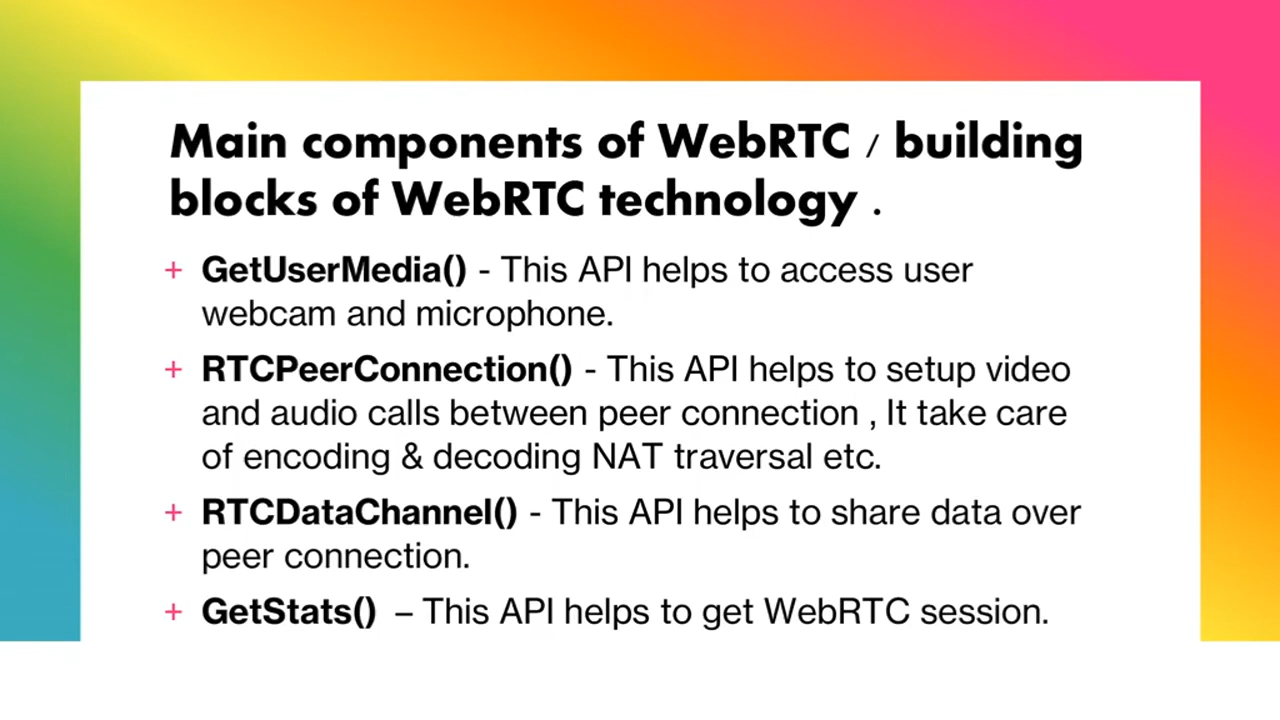 Main components of WebRTC / building
blocks of WebRTC technology .
+ GetUserMedia() - This API helps to access user
webcam and microphone.
+ RTCPeerConnection() - This API helps to setup video
and audio calls between peer connection , It take care
of encoding & decoding NAT traversal etc.
+ RTCDataChannel() - This API helps to share data over
peer connection.
+ GetStats() – This API helps to get WebRTC session.